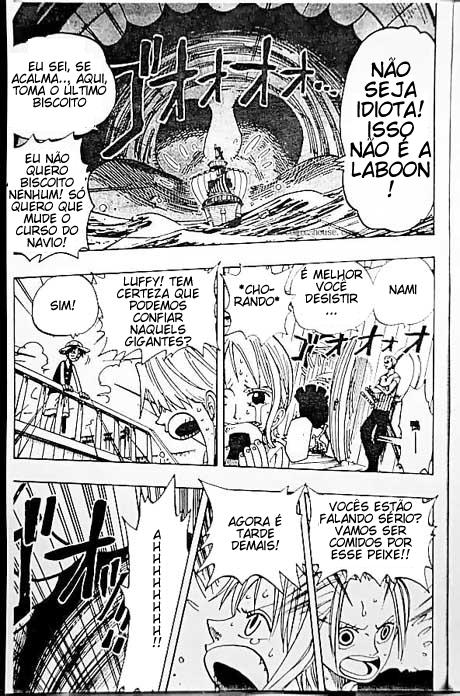 NÃO
SEJA
IDIOTA!
ISSO
NÃO É A
LABOON
!
EU SEI, SE
ACALMA..., AQUI,
TOMA O ÚLTIMO
BISCOITO
EU NÃO
QUERO
BISCOITO
NENHUM! SÓ
QUERO QUE
MUDE O
CURSO DO
NAVIO!
ゴオオオオ...
NAMI
É MELHOR
VOCÊ
DESISTIR
...
*CHO-
RANDO*
ゴオオオ
LUFFY! TEM
CERTEZA QUE
PODEMOS
CONFIAR
NAQUELS
GIGANTES?
SIM!
VOCÊS ESTÃO
FALANDO SÉRIO?
VAMOS SER
COMIDOS POR
ESSE PEIXE!!
AGORA É
TARDE
DEMAIS!
AHHHHHHHH!!
ゴオオ